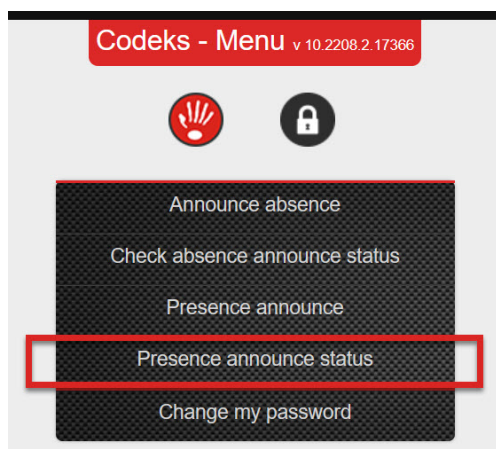 Codeks - Menu v 10.2208.2.17366
Announce absence
Check absence announce status
Presence announce
Presence announce status
Change my password